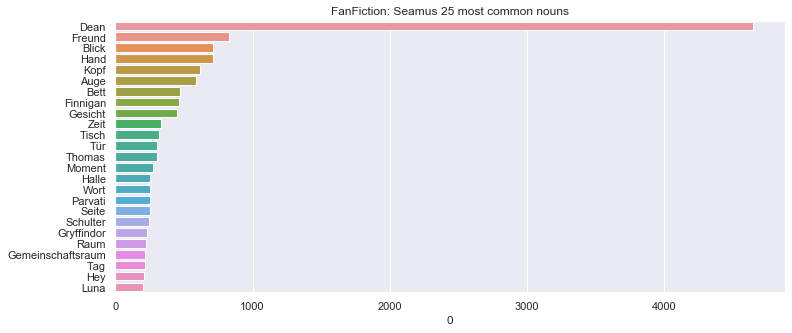 FanFiction: Seamus 25 most common nouns
Dean
Freund
Blick
Hand
Kopf
Auge
Bett
Finnigan
Gesicht
Zeit
Tisch
Tür
Thomas
Moment
Halle
Wort
Parvati
Seite
Schulter
Gryffindor
Raum
Gemeinschaftsraum
Tag
Hey
Luna
0 1000 2000 3000 4000
0